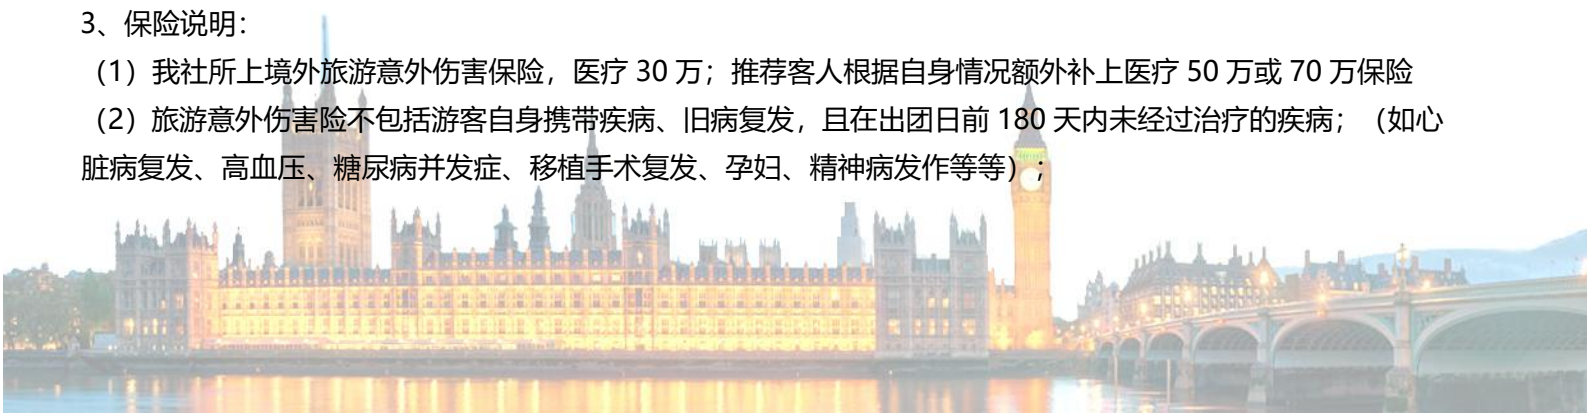 3、保险说明：
（1）我社所上境外旅游意外伤害保险，医疗 30 万；推荐客人根据自身情况额外补上医疗 50 万或 70 万保险
（2）旅游意外伤害险不包括游客自身携带疾病、旧病复发，且在出团日前 180 天内未经过治疗的疾病；（如心
脏病复发、高血压、糖尿病并发症、移植手术复发、孕妇、精神病发作等等）；